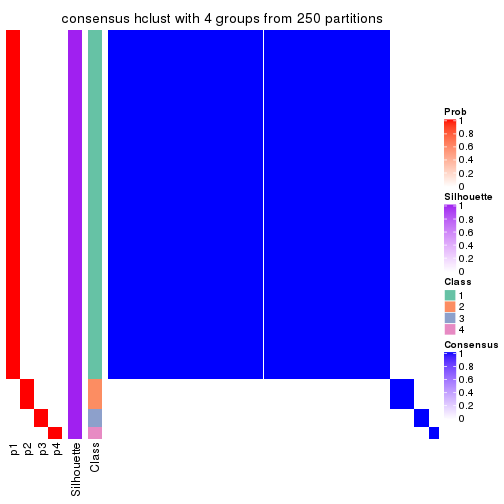 consensus hclust with 4 groups from 250 partitions
Prob
1
0.8
0.6
0.4
0.2
0
Silhouette
1
0.8
0.6
0.4
0.2
0
Class
1
2
3
4
Consensus
1
0.8
0.6
0.4
0.2
0
p1
p2
p3
p4
Silhouette
Class